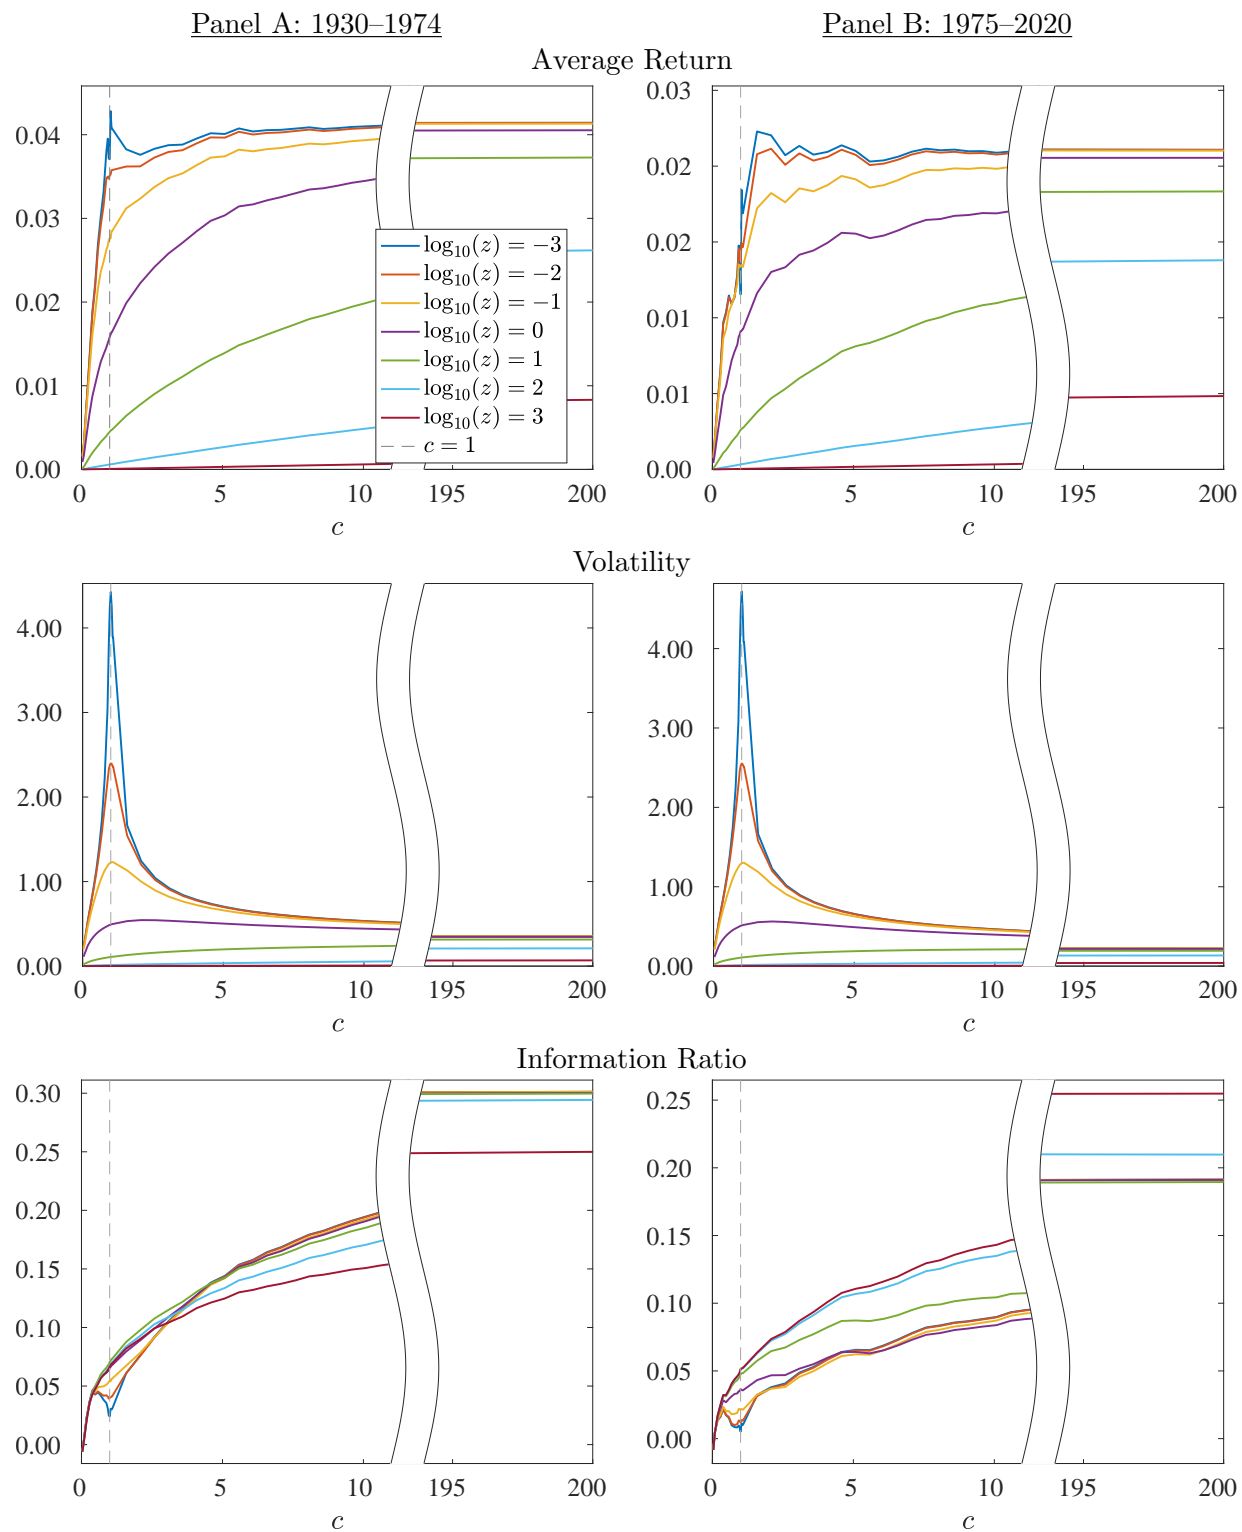 Panel A: 1930–1974 Panel B: 1975–2020
Average Return
0.04
0.03
0.02
0.01
0.00
0 5 10 195 200
c
log10(z) = −3
log10(z) = −2
log10(z) = −1
log10(z) = 0
log10(z) = 1
log10(z) = 2
log10(z) = 3
c = 1
0.03
0.02
0.02
0.01
0.01
0.00
0 5 10 195 200
c
Volatility
4.00
3.00
2.00
1.00
0.00
0 5 10 195 200
c
4.00
3.00
2.00
1.00
0.00
0 5 10 195 200
c
Information Ratio
0.30
0.25
0.20
0.15
0.10
0.05
0.00
0 5 10 195 200
c
0.25
0.20
0.15
0.10
0.05
0.00
0 5 10 195 200
c